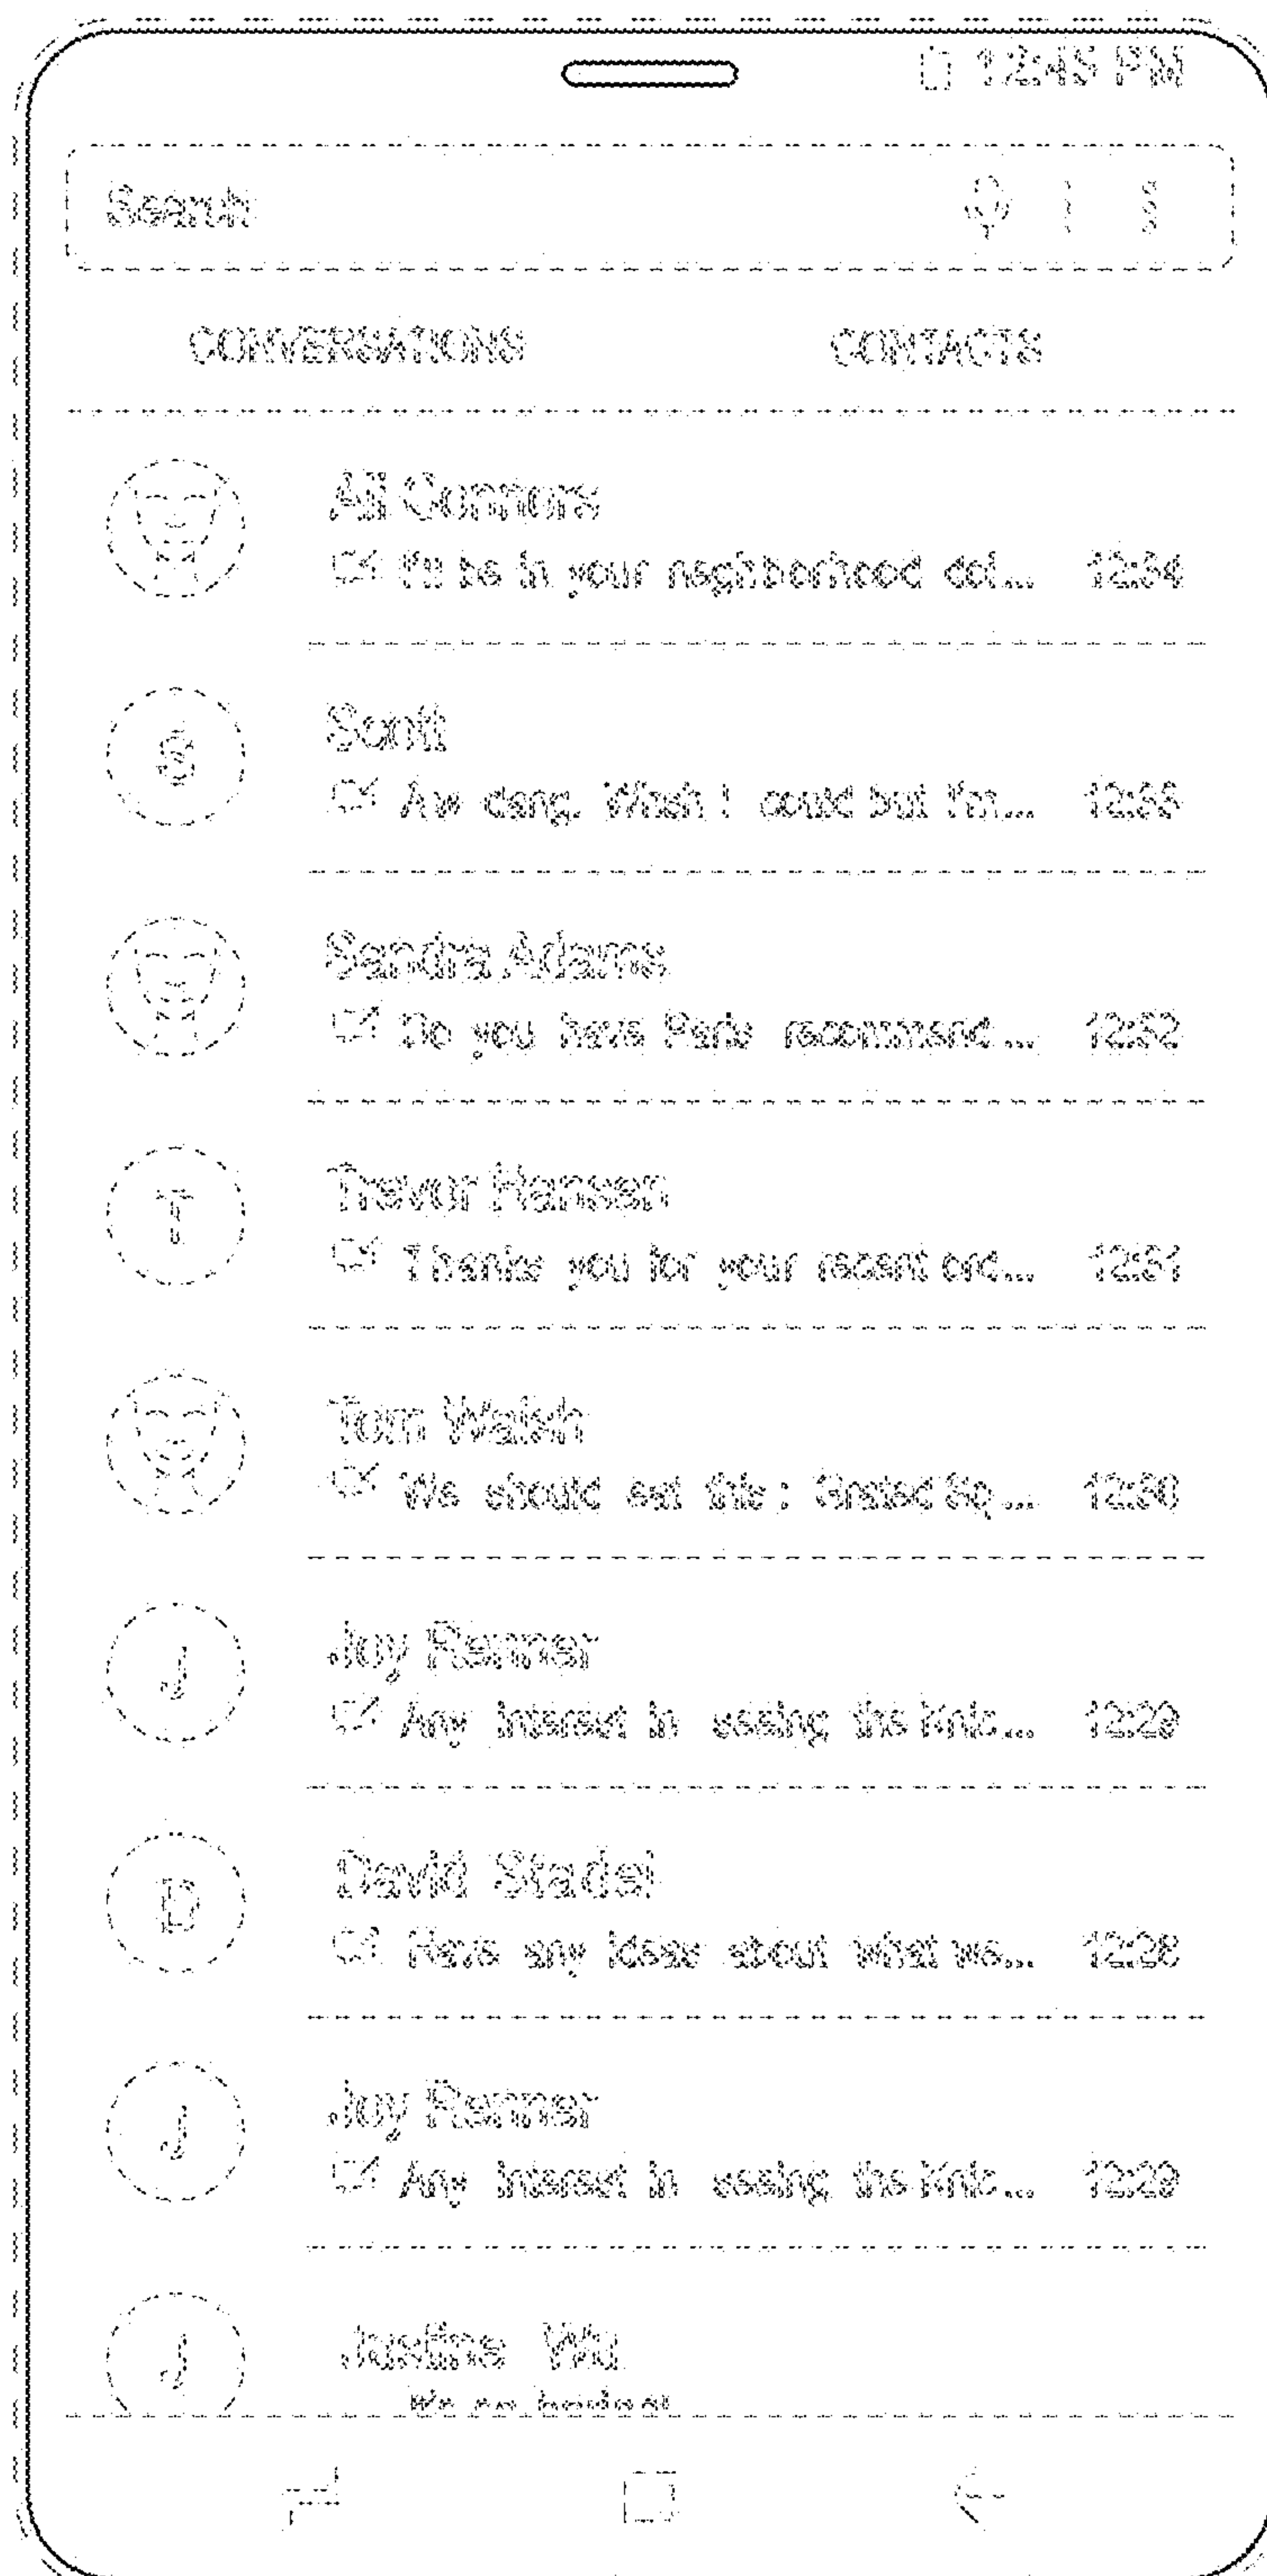 12:45 PM
Search
CONVERSATIONS CONTACTS
Ali Connors
I'll be in your neghborhood doi... 12:54
S
Scott
Aw dang. Wish I could but I'm... 12:53
Sandra Adams
Do you have Paris recommend... 12:52
T
Trevor Hansen
Thanks you for your recent ord... 12:51
Tom Walsh
We should eat this: Grated Sq... 12:50
J
Joy Renner
Any interest in seeing the Knic... 12:29
D
David Stadel
Have any ideas about what we... 12:28
J
Joy Renner
Any interest in seeing the Knic... 12:29
J
Justine Wu